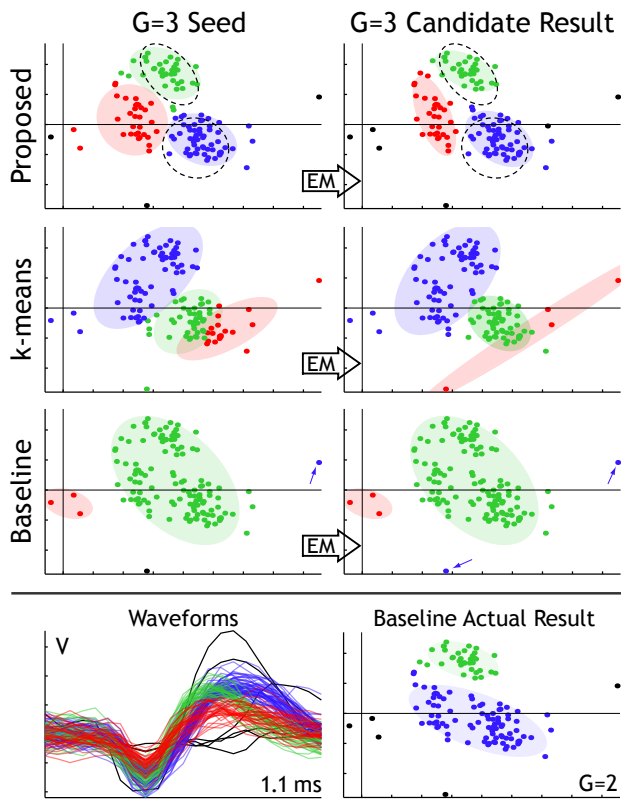 G=3 Seed
G=3 Candidate Result
Proposed
EM
k-means
EM
Baseline
EM
Waveforms
Baseline Actual Result
V
1.1 ms
G=2